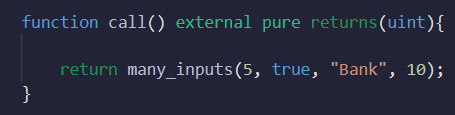 function call() external pure returns(uint){
return many_inputs(5, true, "Bank", 10);
}